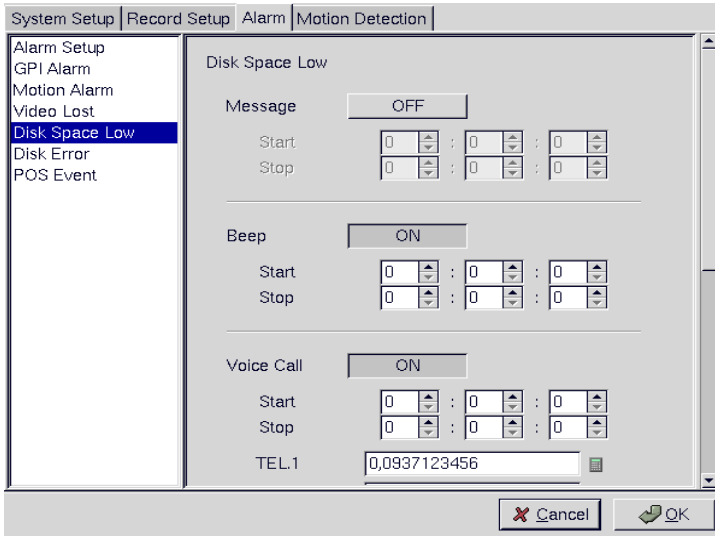 System Setup Record Setup Alarm Motion Detection
Alarm Setup
GPI Alarm
Motion Alarm
Video Lost
Disk Space Low
Disk Error
POS Event
Disk Space Low
Message OFF
Start 0 : 0 : 0
Stop 0 : 0 : 0
Beep ON
Start 0 : 0 : 0
Stop 0 : 0 : 0
Voice Call ON
Start 0 : 0 : 0
Stop 0 : 0 : 0
TEL.1 0,0937123456
Cancel OK